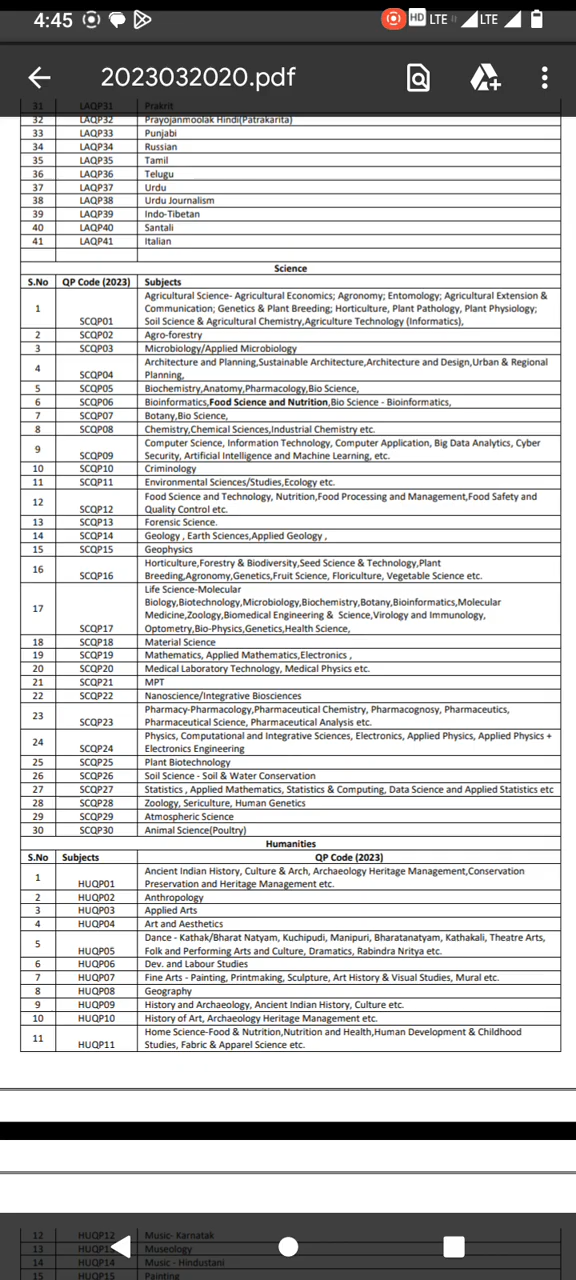 4:45 HD LTE LTE
2023032020.pdf
31 LAQP31 Prakrit
32 LAQP32 Prayojanmoolak Hindi(Patrakarita)
33 LAQP33 Punjabi
34 LAQP34 Russian
35 LAQP35 Tamil
36 LAQP36 Telugu
37 LAQP37 Urdu
38 LAQP38 Urdu Journalism
39 LAQP39 Indo-Tibetan
40 LAQP40 Santali
41 LAQP41 Italian
Science
S.No QP Code (2023) Subjects
Agricultural Science- Agricultural Economics; Agronomy; Entomology; Agricultural Extension &
1 Communication; Genetics & Plant Breeding; Horticulture, Plant Pathology, Plant Physiology;
SCQP01 Soil Science & Agricultural Chemistry,Agriculture Technology (Informatics),
2 SCQP02 Agro-forestry
3 SCQP03 Microbiology/Applied Microbiology
4 Architecture and Planning,Sustainable Architecture,Architecture and Design,Urban & Regional
SCQP04 Planning,
5 SCQP05 Biochemistry,Anatomy,Pharmacology,Bio Science,
6 SCQP06 Bioinformatics,Food Science and Nutrition,Bio Science - Bioinformatics,
7 SCQP07 Botany,Bio Science,
8 SCQP08 Chemistry,Chemical Sciences,Industrial Chemistry etc.
9 Computer Science, Information Technology, Computer Application, Big Data Analytics, Cyber
SCQP09 Security, Artificial Intelligence and Machine Learning, etc.
10 SCQP10 Criminology
11 SCQP11 Environmental Sciences/Studies,Ecology etc.
12 Food Science and Technology, Nutrition,Food Processing and Management,Food Safety and
SCQP12 Quality Control etc.
13 SCQP13 Forensic Science.
14 SCQP14 Geology , Earth Sciences,Applied Geology ,
15 SCQP15 Geophysics
16 Horticulture,Forestry & Biodiversity,Seed Science & Technology,Plant
SCQP16 Breeding,Agronomy,Genetics,Fruit Science, Floriculture, Vegetable Science etc.
Life Science-Molecular
17 Biology,Biotechnology,Microbiology,Biochemistry,Botany,Bioinformatics,Molecular
Medicine,Zoology,Biomedical Engineering & Science,Virology and Immunology,
SCQP17 Optometry,Bio-Physics,Genetics,Health Science,
18 SCQP18 Material Science
19 SCQP19 Mathematics, Applied Mathematics,Electronics ,
20 SCQP20 Medical Laboratory Technology, Medical Physics etc.
21 SCQP21 MPT
22 SCQP22 Nanoscience/Integrative Biosciences
23 Pharmacy-Pharmacology,Pharmaceutical Chemistry, Pharmacognosy, Pharmaceutics,
SCQP23 Pharmaceutical Science, Pharmaceutical Analysis etc.
24 Physics, Computational and Integrative Sciences, Electronics, Applied Physics, Applied Physics +
SCQP24 Electronics Engineering
25 SCQP25 Plant Biotechnology
26 SCQP26 Soil Science - Soil & Water Conservation
27 SCQP27 Statistics , Applied Mathematics, Statistics & Computing, Data Science and Applied Statistics etc
28 SCQP28 Zoology, Sericulture, Human Genetics
29 SCQP29 Atmospheric Science
30 SCQP30 Animal Science(Poultry)
Humanities
S.No Subjects QP Code (2023)
1 Ancient Indian History, Culture & Arch, Archaeology Heritage Management,Conservation
HUQP01 Preservation and Heritage Management etc.
2 HUQP02 Anthropology
3 HUQP03 Applied Arts
4 HUQP04 Art and Aesthetics
5 Dance - Kathak/Bharat Natyam, Kuchipudi, Manipuri, Bharatanatyam, Kathakali, Theatre Arts,
HUQP05 Folk and Performing Arts and Culture, Dramatics, Rabindra Nritya etc.
6 HUQP06 Dev. and Labour Studies
7 HUQP07 Fine Arts - Painting, Printmaking, Sculpture, Art History & Visual Studies, Mural etc.
8 HUQP08 Geography
9 HUQP09 History and Archaeology, Ancient Indian History, Culture etc.
10 HUQP10 History of Art, Archaeology Heritage Management etc.
11 Home Science-Food & Nutrition,Nutrition and Health,Human Development & Childhood
HUQP11 Studies, Fabric & Apparel Science etc.
12 HUQP12 Music- Karnatak
13 Museology
14 HUQP14 Music - Hindustani
15 HUQP15 Painting